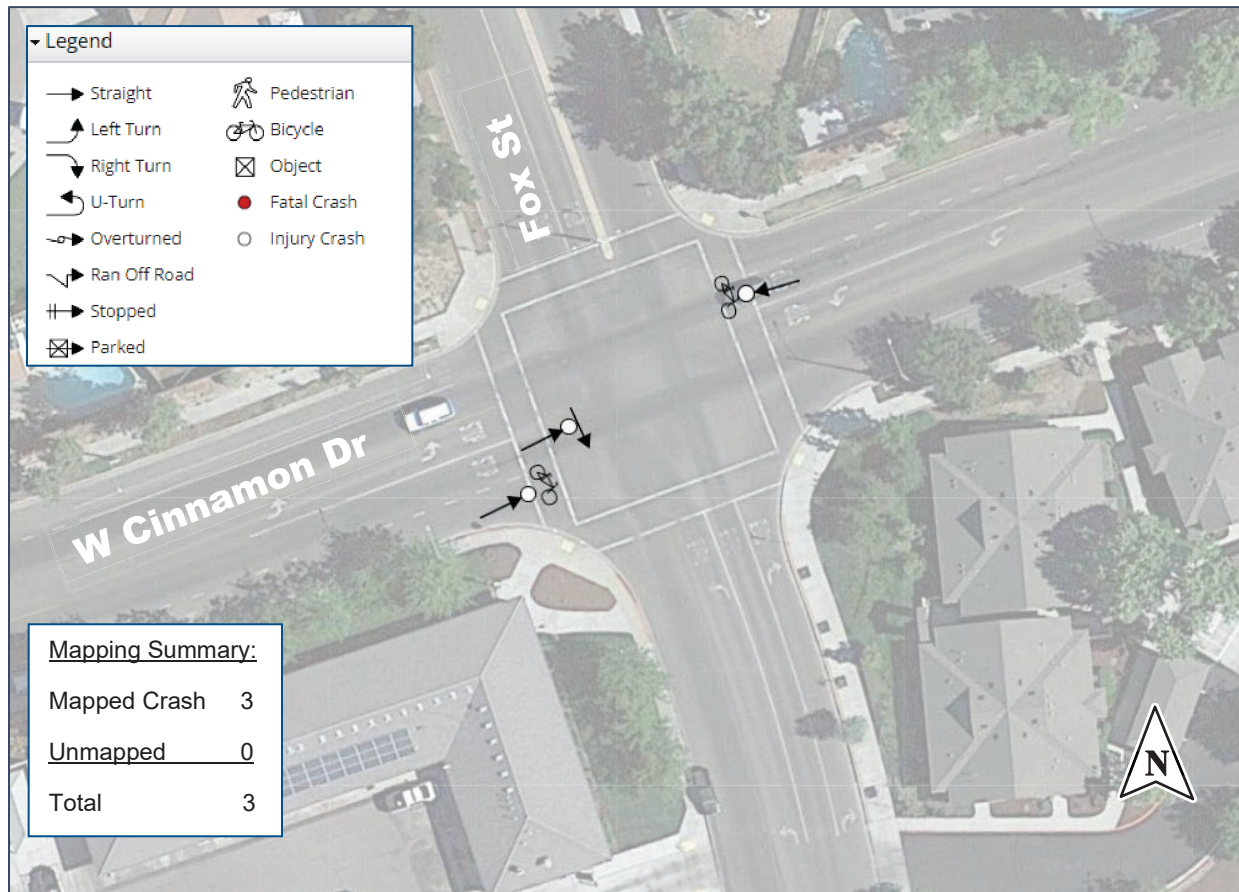 Legend
Straight
Left Turn
Right Turn
U-Turn
Overturned
Ran Off Road
Stopped
Parked
Pedestrian
Bicycle
Object
Fatal Crash
Injury Crash
Fox St
W Cinnamon Dr
Mapping Summary:
Mapped Crash 3
Unmapped 0
Total 3
N